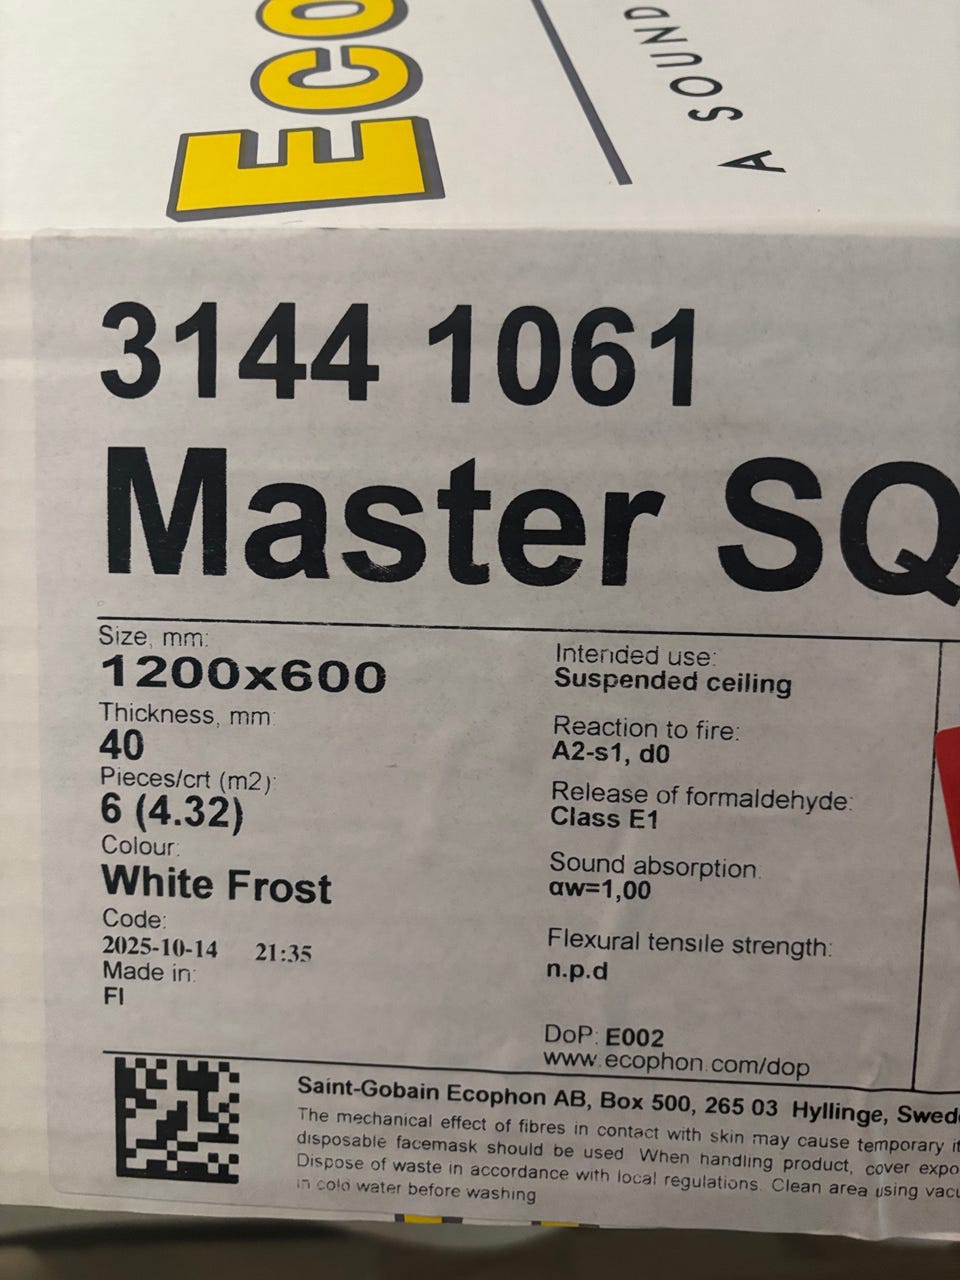 ECO
A SOUND
3144 1061
Master SQ
Size, mm:
1200x600
Thickness, mm:
40
Pieces/crt (m2):
6 (4.32)
Colour:
White Frost
Code:
2025-10-14 21:35
Made in:
FI
Intended use:
Suspended ceiling
Reaction to fire:
A2-s1, d0
Release of formaldehyde:
Class E1
Sound absorption:
αw=1,00
Flexural tensile strength:
n.p.d
DoP: E002
www.ecophon.com/dop
Saint-Gobain Ecophon AB, Box 500, 265 03 Hyllinge, Swed
The mechanical effect of fibres in contact with skin may cause temporary it
disposable facemask should be used. When handling product, cover expo
Dispose of waste in accordance with local regulations. Clean area using vacu
in cold water before washing